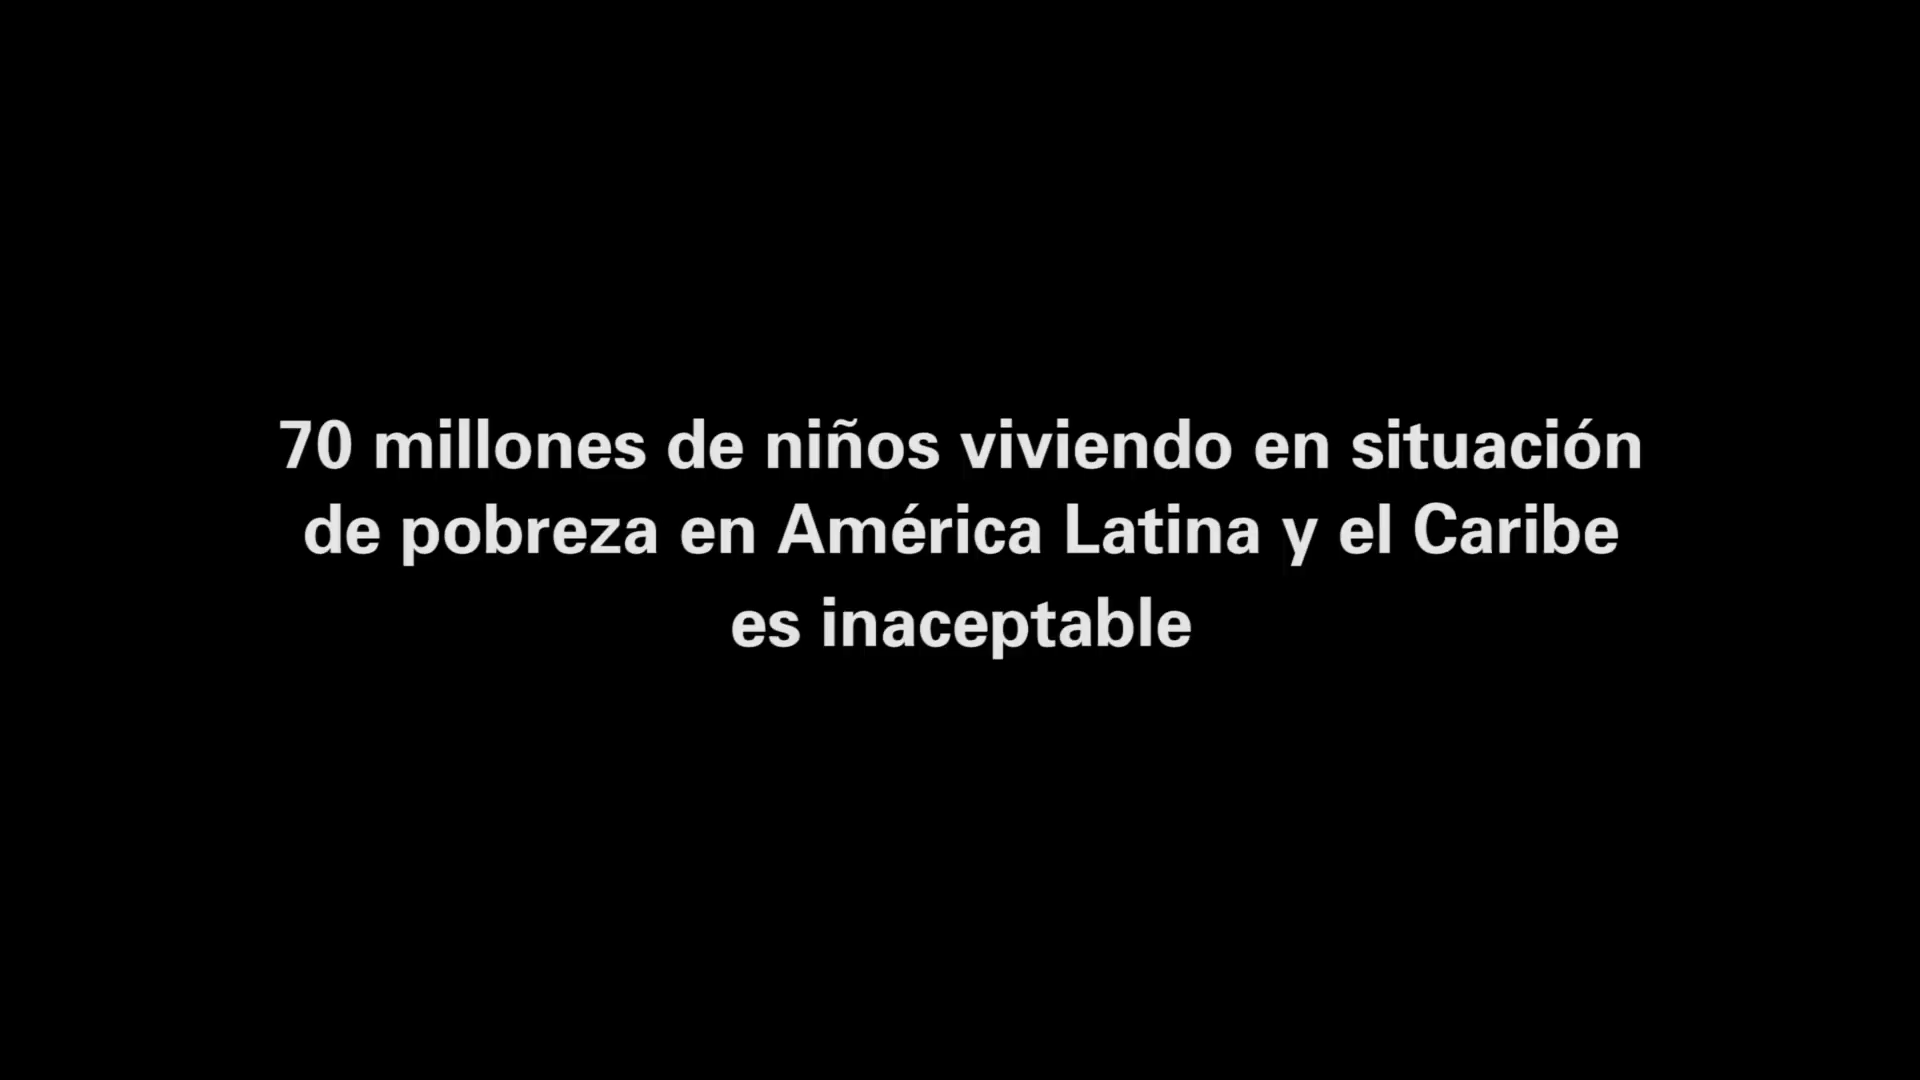 70 millones de niños viviendo en situación
de pobreza en América Latina y el Caribe
es inaceptable